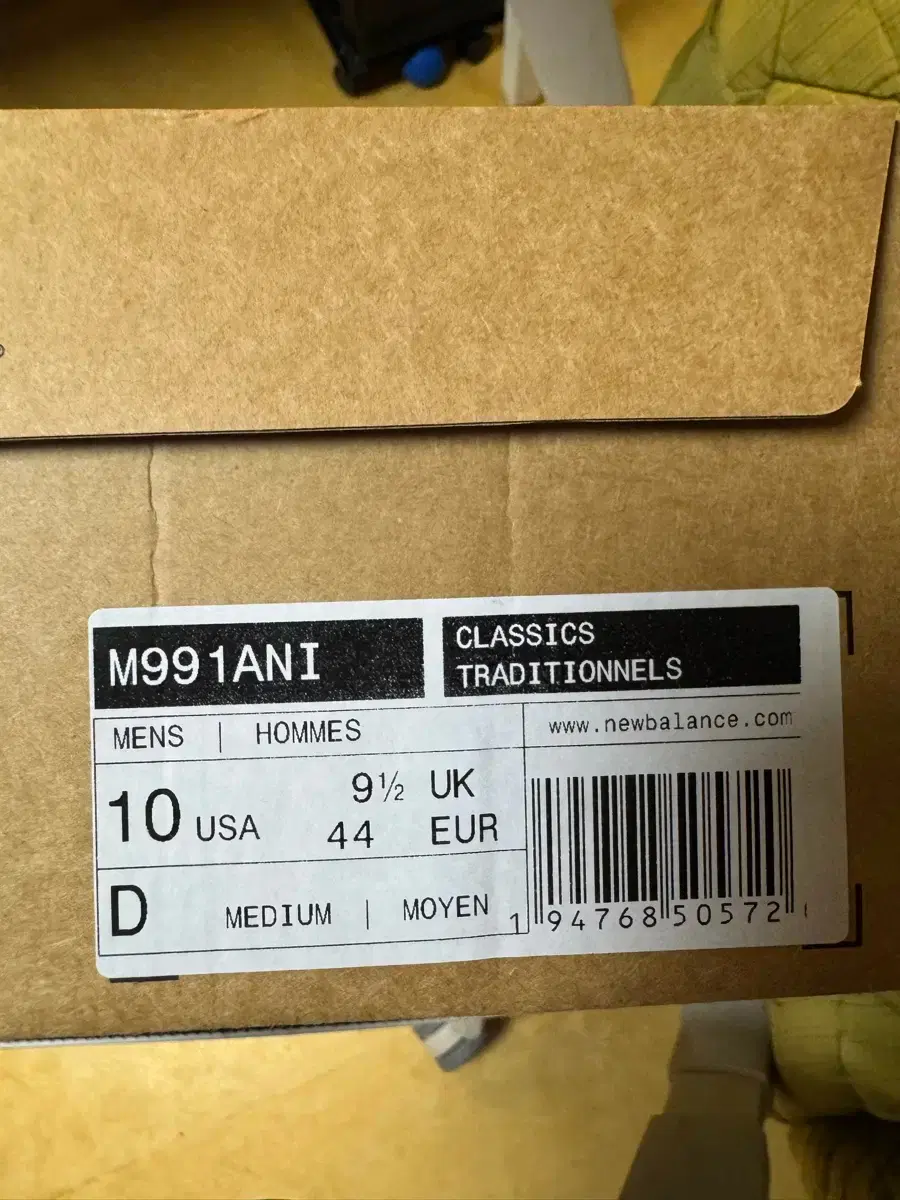 M991ANI
CLASSICS
TRADITIONNELS
MENS | HOMMES
www.newbalance.com
10 USA
9½ UK
44 EUR
D MEDIUM | MOYEN
1 94768 50572